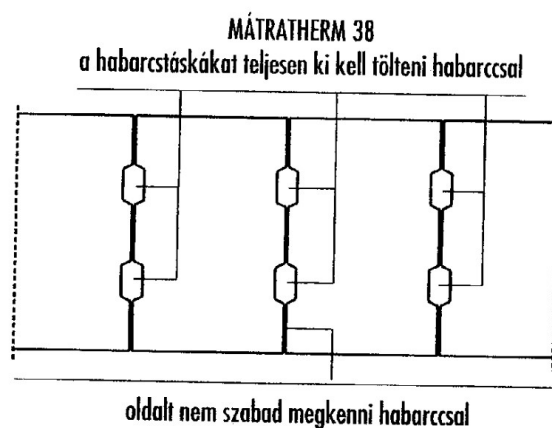 MÁTRATHERM 38
a habarcstáskákat teljesen ki kell tölteni habarccsal
oldalt nem szabad megkenni habarccsal